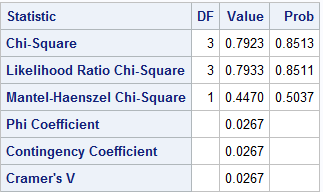 Statistic DF Value Prob
Chi-Square 3 0.7923 0.8513
Likelihood Ratio Chi-Square 3 0.7933 0.8511
Mantel-Haenszel Chi-Square 1 0.4470 0.5037
Phi Coefficient 0.0267
Contingency Coefficient 0.0267
Cramer's V 0.0267